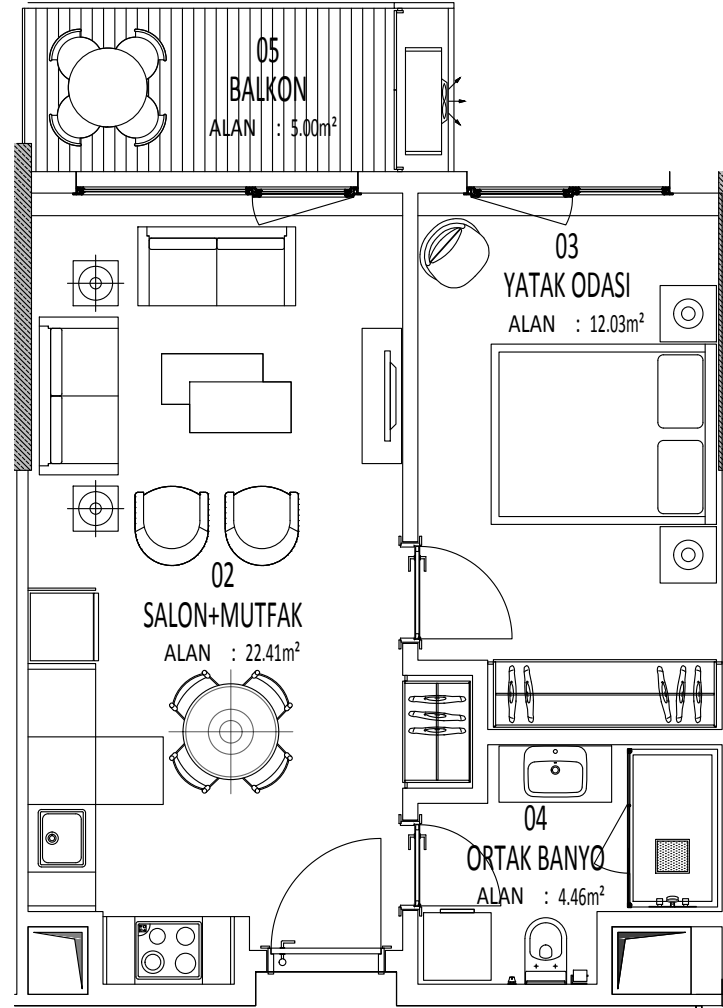 05
BALKON
ALAN : 5.00m²
03
YATAK ODASI
ALAN : 12.03m²
02
SALON+MUTFAK
ALAN : 22.41m²
04
ORTAK BANYO
ALAN : 4.46m²